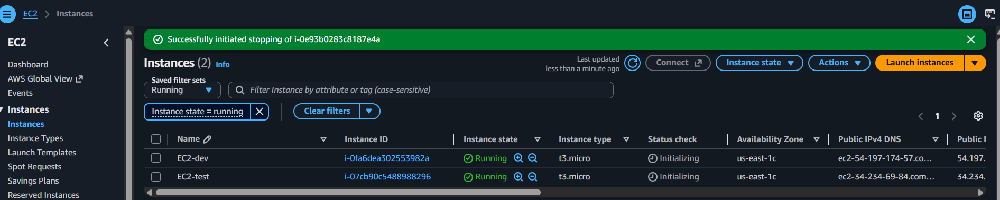 EC2 > Instances
EC2
Dashboard
AWS Global View
Events
Instances
Instances
Instance Types
Launch Templates
Spot Requests
Savings Plans
Reserved Instances
Successfully initiated stopping of i-0e93b0283c8187e4a
Instances (2) Info
Last updated
less than a minute ago
Connect
Instance state
Actions
Launch instances
Saved filter sets
Running
Filter Instance by attribute or tag (case-sensitive)
Instance state = running
Clear filters
1
Name Instance ID Instance state Instance type Status check Availability Zone Public IPv4 DNS Public I
EC2-dev i-0fa6dea302553982a Running t3.micro Initializing us-east-1c ec2-54-197-174-57.co... 54.197.
EC2-test i-07cb90c5488988296 Running t3.micro Initializing us-east-1c ec2-34-234-69-84.com... 34.234.